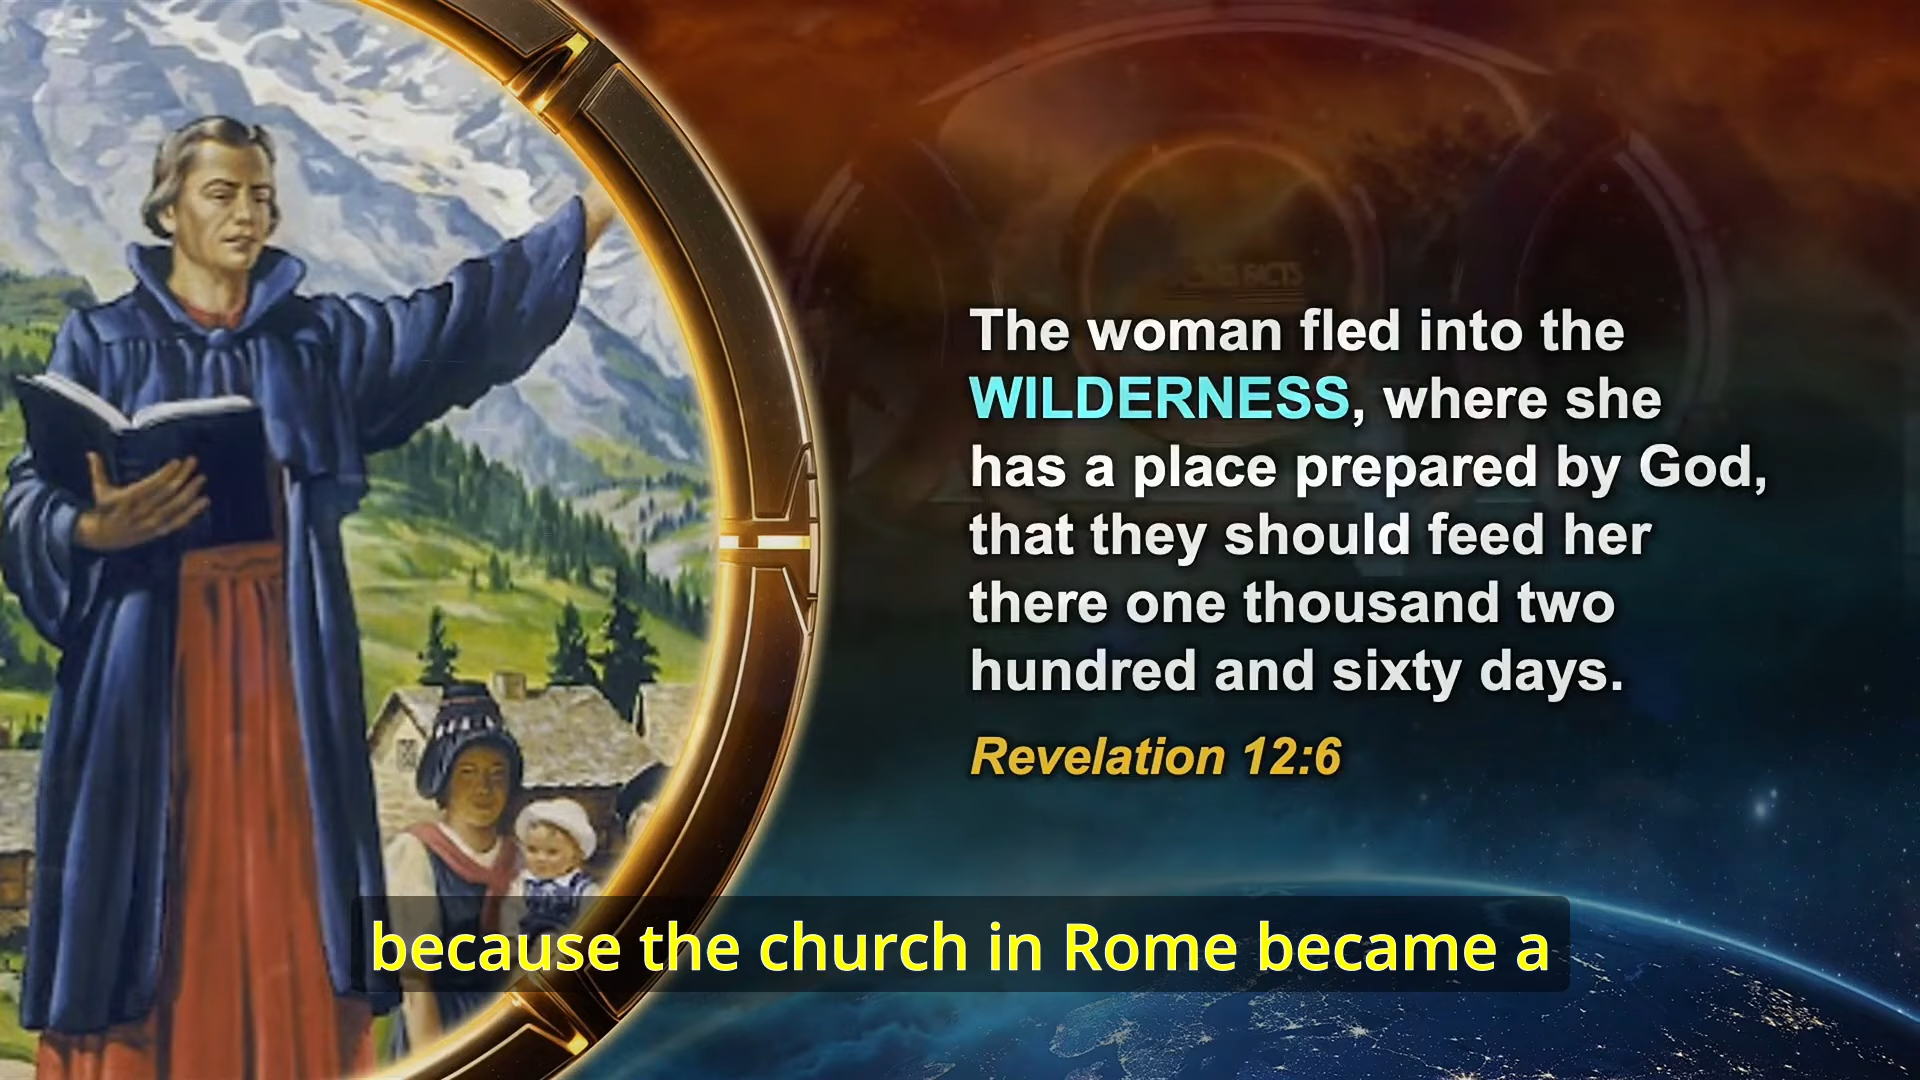 The woman fled into the
WILDERNESS, where she
has a place prepared by God,
that they should feed her
there one thousand two
hundred and sixty days.
Revelation 12:6
because the church in Rome became a